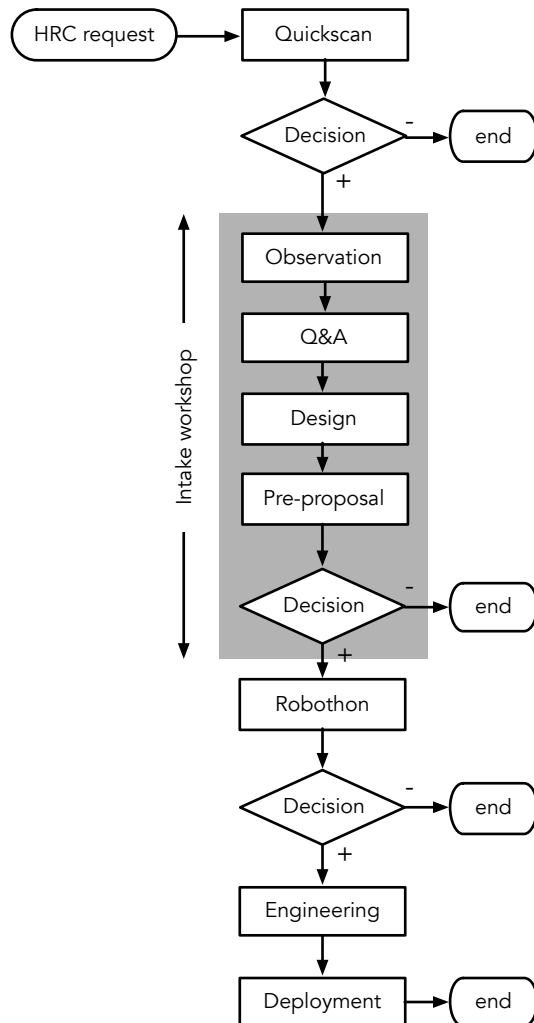 HRC request
Quickscan
Decision
-
end
+
Intake workshop
Observation
Q&A
Design
Pre-proposal
Decision
-
end
+
Robothon
Decision
-
end
+
Engineering
Deployment
end